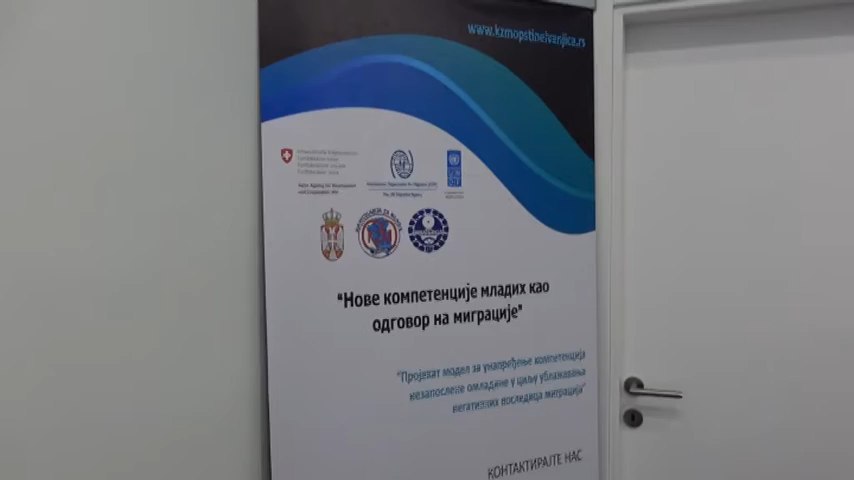 www.kzmopstineivanjica.rs
"Нове компетенције младих као
одговор на миграције"
"Пројекат модел за унапређење компетенција
незапослене омладине у циљу ублажавања
негативних последица миграција"
КОНТАКТИРАЈТЕ НАС